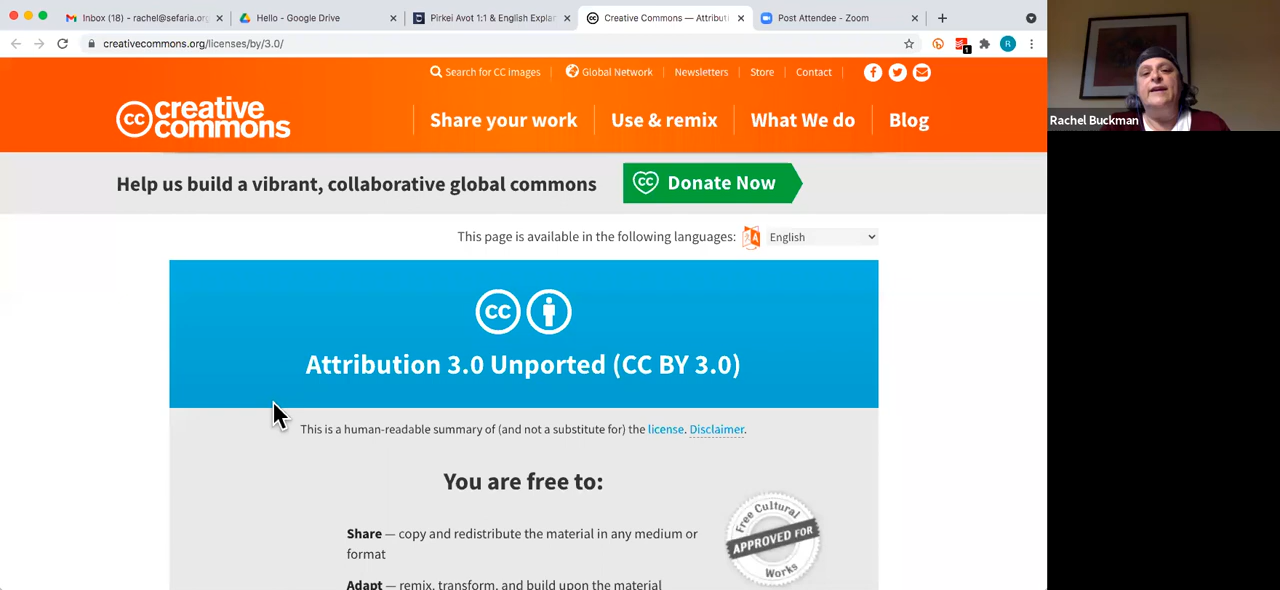 Inbox (18) - rachel@sefaria.or
Hello - Google Drive
Pirkei Avot 1:1 & English Explan
Creative Commons — Attributi
Post Attendee - Zoom
creativecommons.org/licenses/by/3.0/
1
R
Search for CC Images
Global Network
Newsletters
Store
Contact
cc creative commons
Share your work
Use & remix
What We do
Blog
Help us build a vibrant, collaborative global commons
cc Donate Now
This page is available in the following languages:
English
cc
Attribution 3.0 Unported (CC BY 3.0)
This is a human-readable summary of (and not a substitute for) the license. Disclaimer.
You are free to:
Share — copy and redistribute the material in any medium or
format
Adapt — remix, transform, and build upon the material
Free Cultural
APPROVED FOR
Works
Rachel Buckman